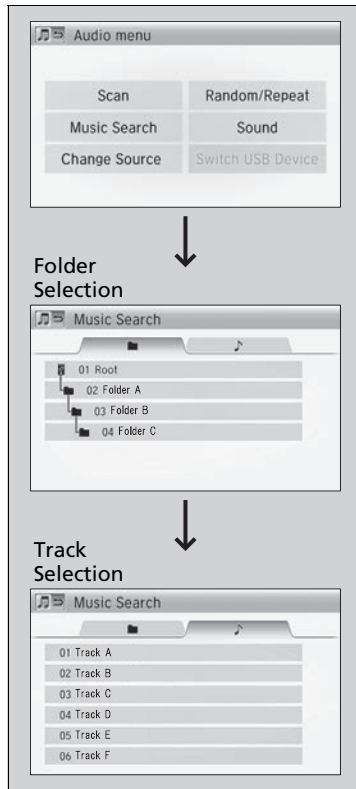 Audio menu
Scan Random/Repeat
Music Search Sound
Change Source Switch USB Device
Folder
Selection
Music Search
01 Root
02 Folder A
03 Folder B
04 Folder C
Track
Selection
Music Search
01 Track A
02 Track B
03 Track C
04 Track D
05 Track E
06 Track F